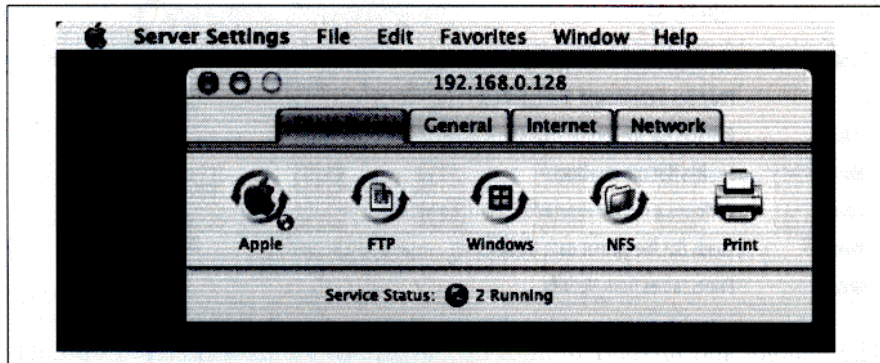 Server Settings File Edit Favorites Window Help
192.168.0.128
General Internet Network
Apple FTP Windows NFS Print
Service Status: 2 Running